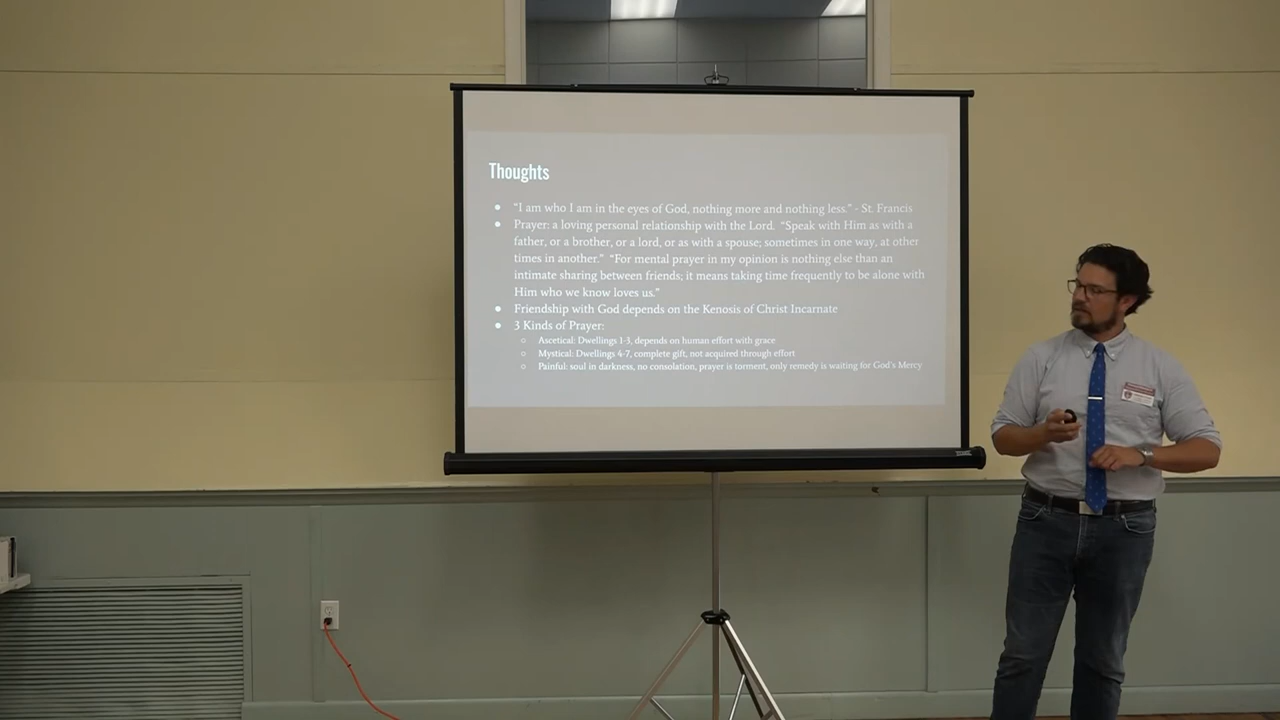 Thoughts
● "I am who I am in the eyes of God, nothing more and nothing less." - St. Francis
● Prayer: a loving personal relationship with the Lord. "Speak with Him as with a
father, or a brother, or a lord, or as with a spouse; sometimes in one way, at other
times in another." "For mental prayer in my opinion is nothing else than an
intimate sharing between friends; it means taking time frequently to be alone with
Him who we know loves us."
● Friendship with God depends on the Kenosis of Christ Incarnate
● 3 Kinds of Prayer:
○ Ascetical: Dwellings 1-3, depends on human effort with grace
○ Mystical: Dwellings 4-7, complete gift, not acquired through effort
○ Painful: soul in darkness, no consolation, prayer is torment, only remedy is waiting for God's Mercy